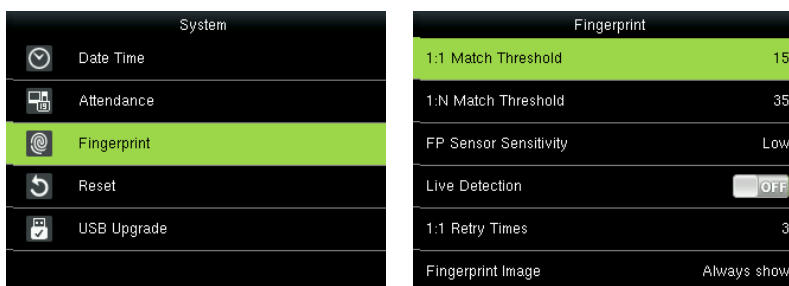 System
Date Time
19
Attendance
Fingerprint
Reset
USB Upgrade
Fingerprint
1:1 Match Threshold 15
1:N Match Threshold 35
FP Sensor Sensitivity Low
Live Detection OFF
1:1 Retry Times 3
Fingerprint Image Always show